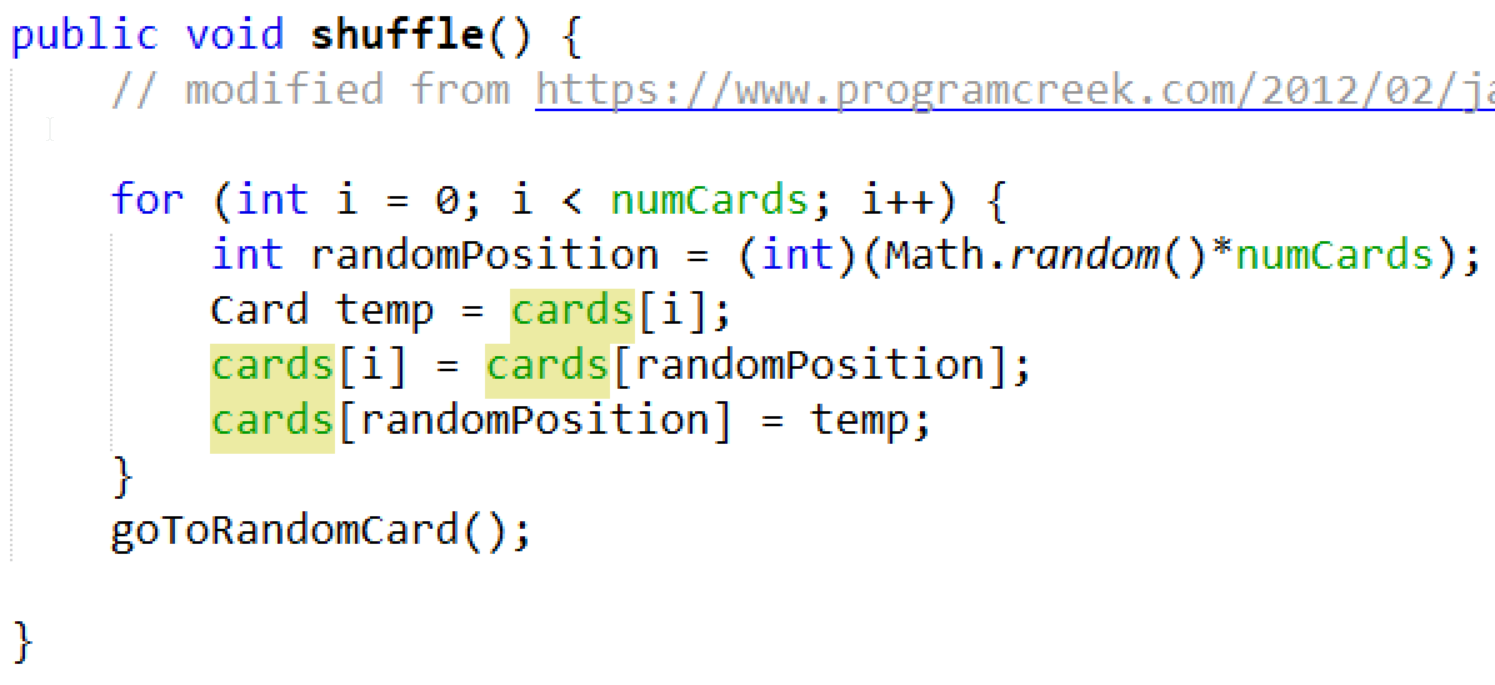 public void shuffle() {
// modified from https://www.programcreek.com/2012/02/ja
for (int i = 0; i < numCards; i++) {
int randomPosition = (int)(Math.random()*numCards);
Card temp = cards[i];
cards[i] = cards[randomPosition];
cards[randomPosition] = temp;
}
goToRandomCard();
}